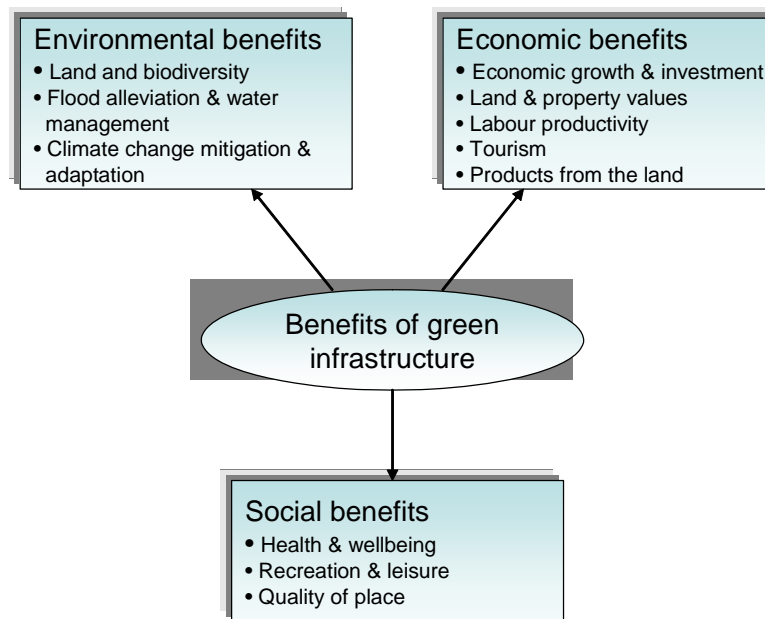 Environmental benefits
• Land and biodiversity
• Flood alleviation & water
management
• Climate change mitigation &
adaptation
Economic benefits
• Economic growth & investment
• Land & property values
• Labour productivity
• Tourism
• Products from the land
Benefits of green
infrastructure
Social benefits
• Health & wellbeing
• Recreation & leisure
• Quality of place